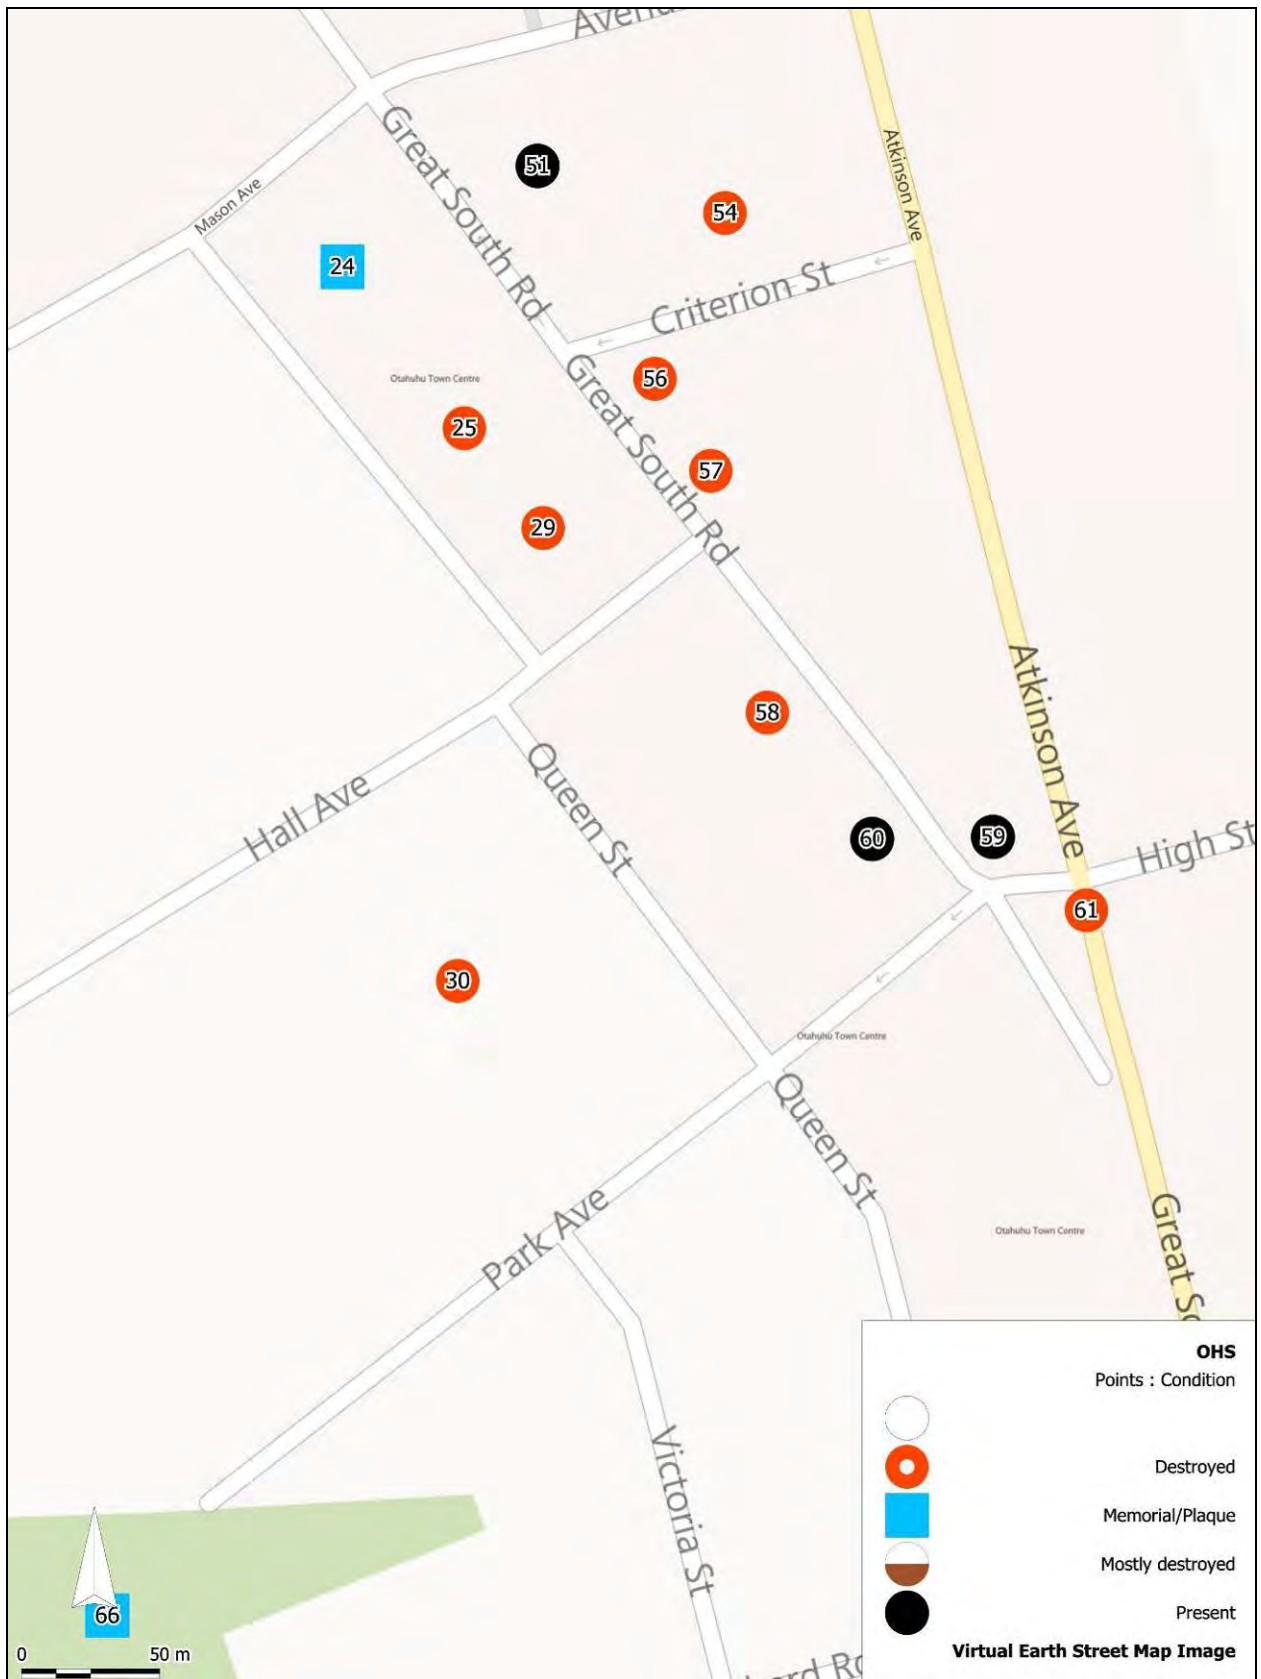 Great South Rd
Mason Ave
Atkinson Ave
51
54
24
Criterion St
Otahuhu Town Centre
56
Great South Rd
25
57
29
58
Atkinson Ave
Queen St
Hall Ave
60
59
High St
61
30
Otahuhu Town Centre
Queen St
Park Ave
Otahuhu Town Centre
Great
Victoria St
66
0 50 m
OHS
Points : Condition
Destroyed
Memorial/Plaque
Mostly destroyed
Present
Virtual Earth Street Map Image